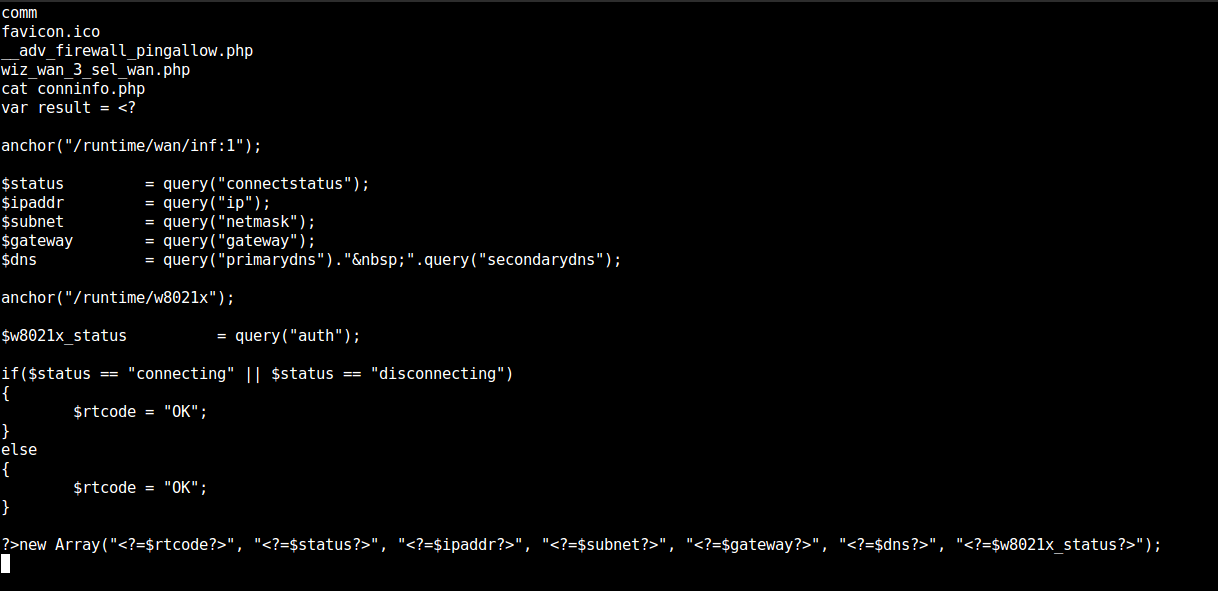 comm
favicon.ico
__adv_firewall_pingallow.php
wiz_wan_3_sel_wan.php
cat conninfo.php
var result = <?
anchor("/runtime/wan/inf:1");
$status         = query("connectstatus");
$ipaddr         = query("ip");
$subnet         = query("netmask");
$gateway        = query("gateway");
$dns            = query("primarydns")."&nbsp;".query("secondarydns");
anchor("/runtime/w8021x");
$w8021x_status          = query("auth");
if($status == "connecting" || $status == "disconnecting")
{
        $rtcode = "OK";
}
else
{
        $rtcode = "OK";
}
?>new Array("<?=$rtcode?>", "<?=$status?>", "<?=$ipaddr?>", "<?=$subnet?>", "<?=$gateway?>", "<?=$dns?>", "<?=$w8021x_status?>");